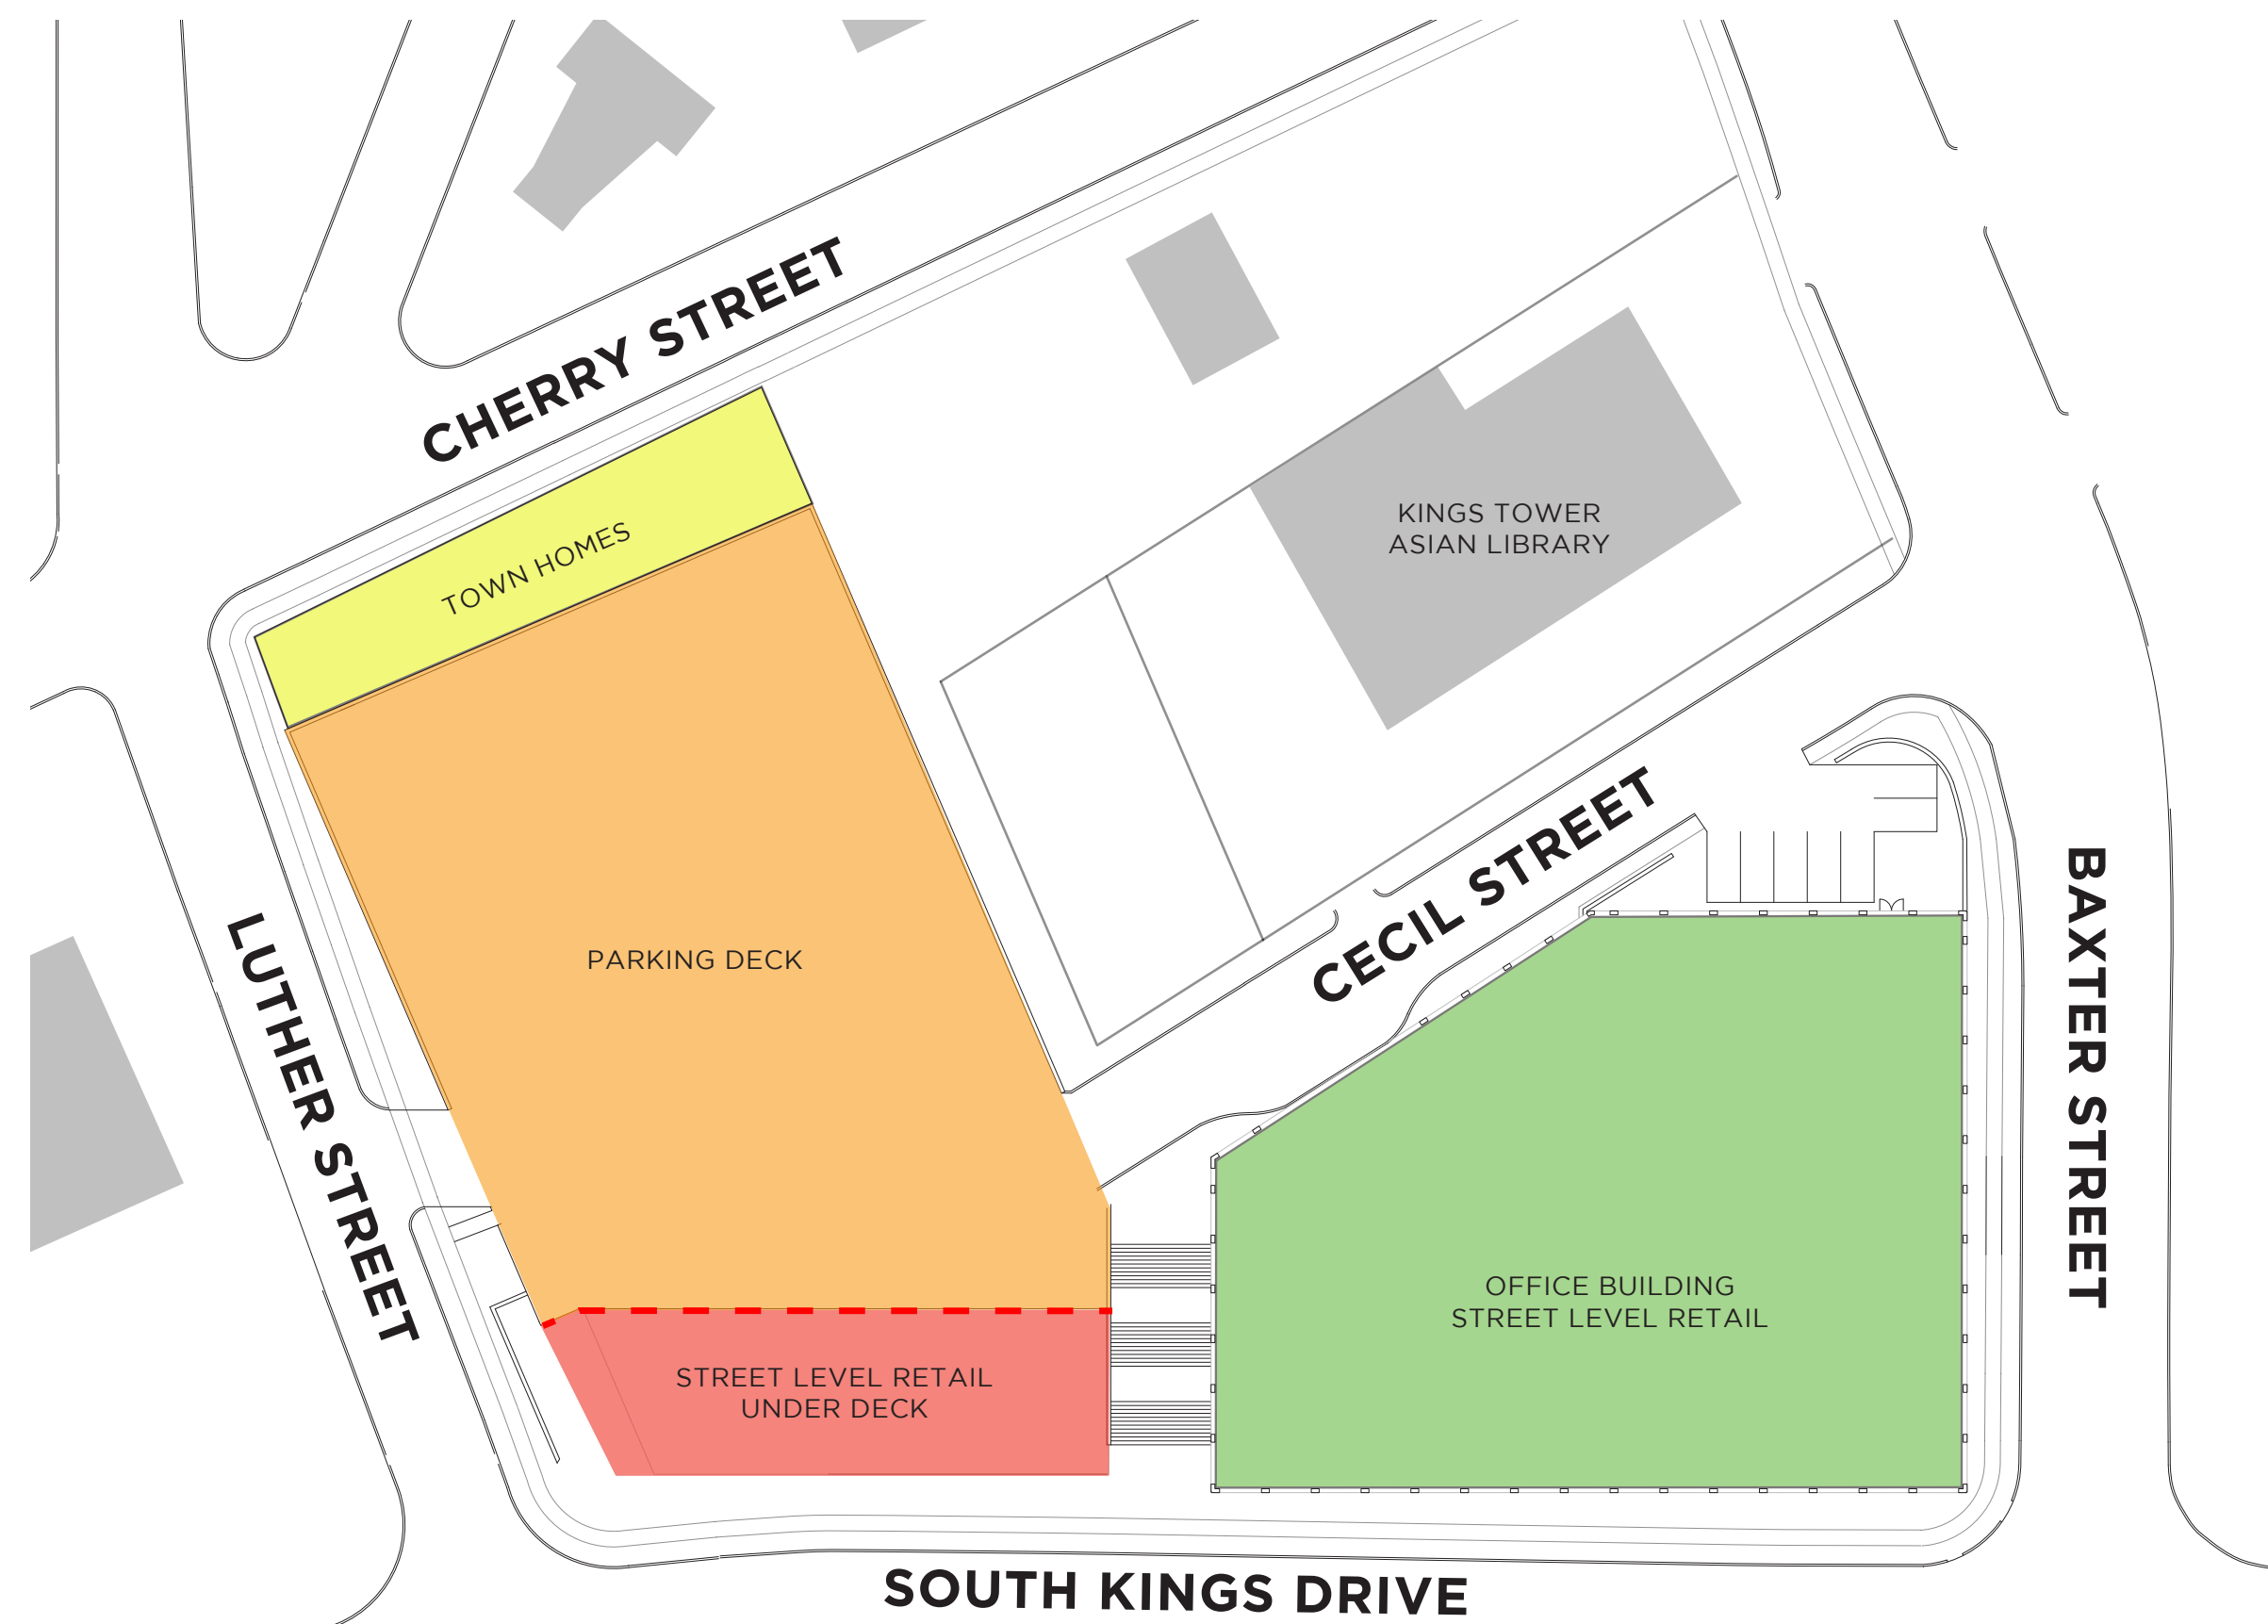 CHERRY STREET
TOWN HOMES
KINGS TOWER
ASIAN LIBRARY
PARKING DECK
CECIL STREET
LUTHER STREET
BAXTER STREET
OFFICE BUILDING
STREET LEVEL RETAIL
STREET LEVEL RETAIL
UNDER DECK
SOUTH KINGS DRIVE